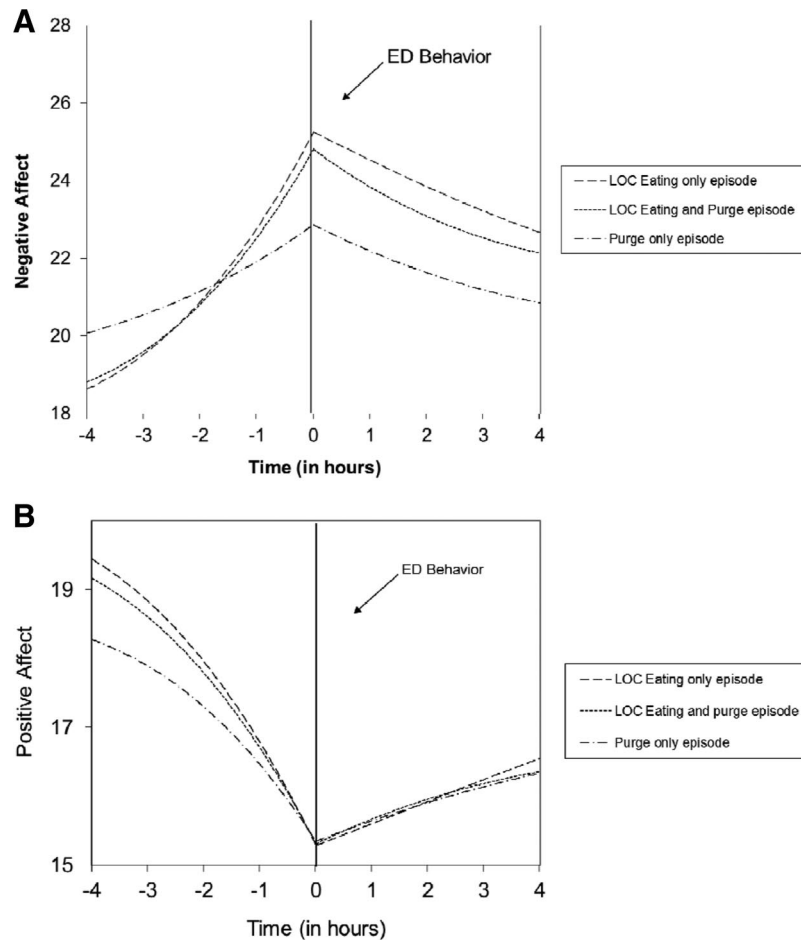 A
28
26
24
22
20
18
Negative Affect
ED Behavior
-4 -3 -2 -1 0 1 2 3 4
Time (in hours)
LOC Eating only episode
LOC Eating and Purge episode
Purge only episode
B
19
17
15
Positive Affect
ED Behavior
-4 -3 -2 -1 0 1 2 3 4
Time (in hours)
LOC Eating only episode
LOC Eating and purge episode
Purge only episode